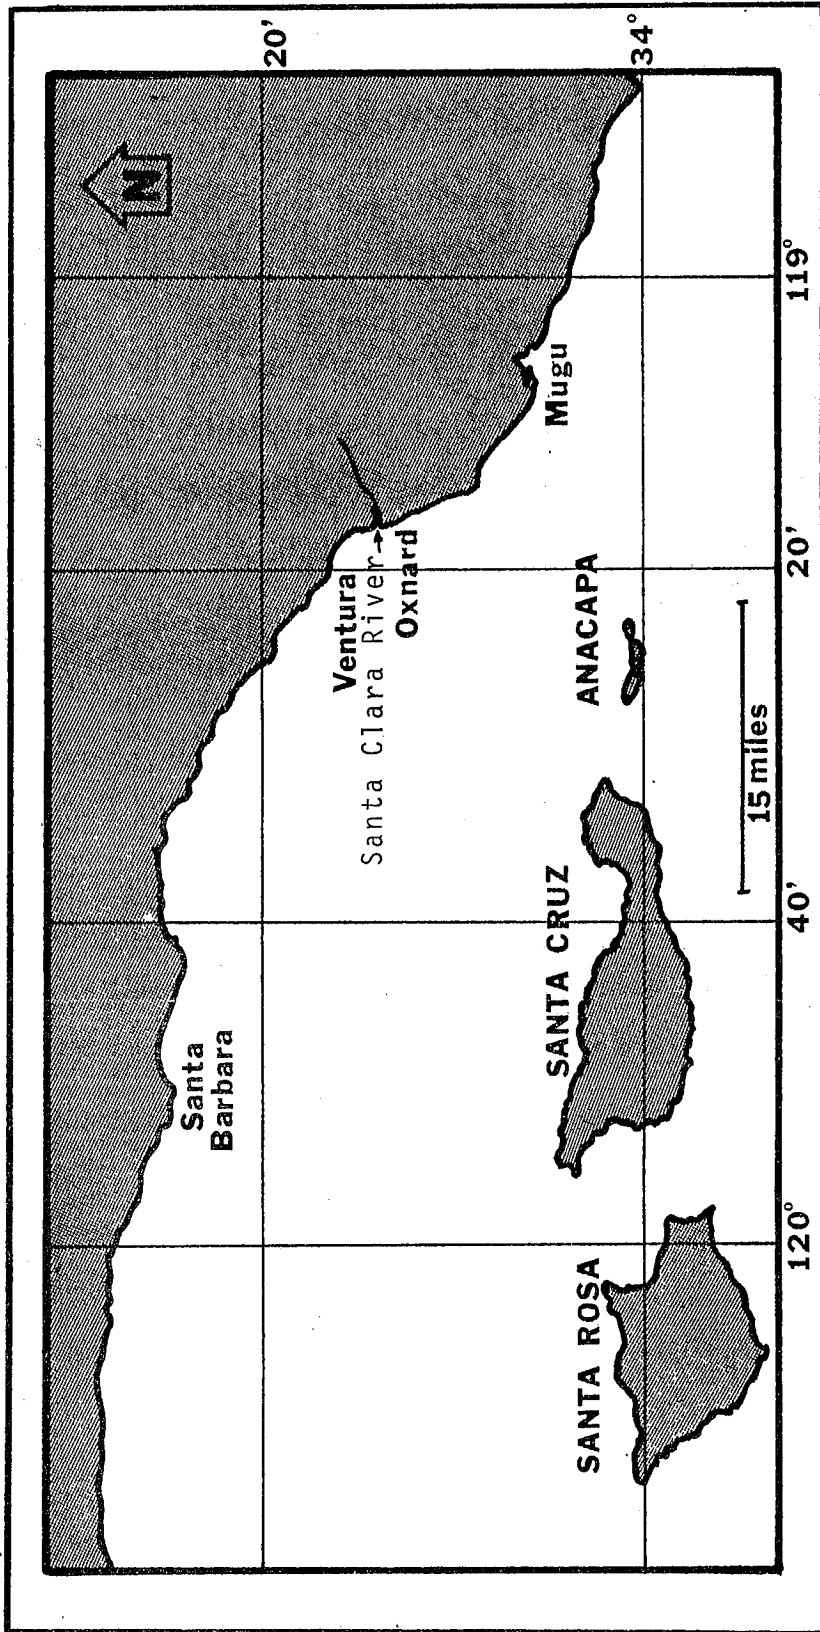 N
20'
34°
Santa
Barbara
Ventura
Santa Clara River
Oxnard
Mugu
SANTA ROSA
SANTA CRUZ
ANACAPA
15 miles
120°
40'
20'
119°